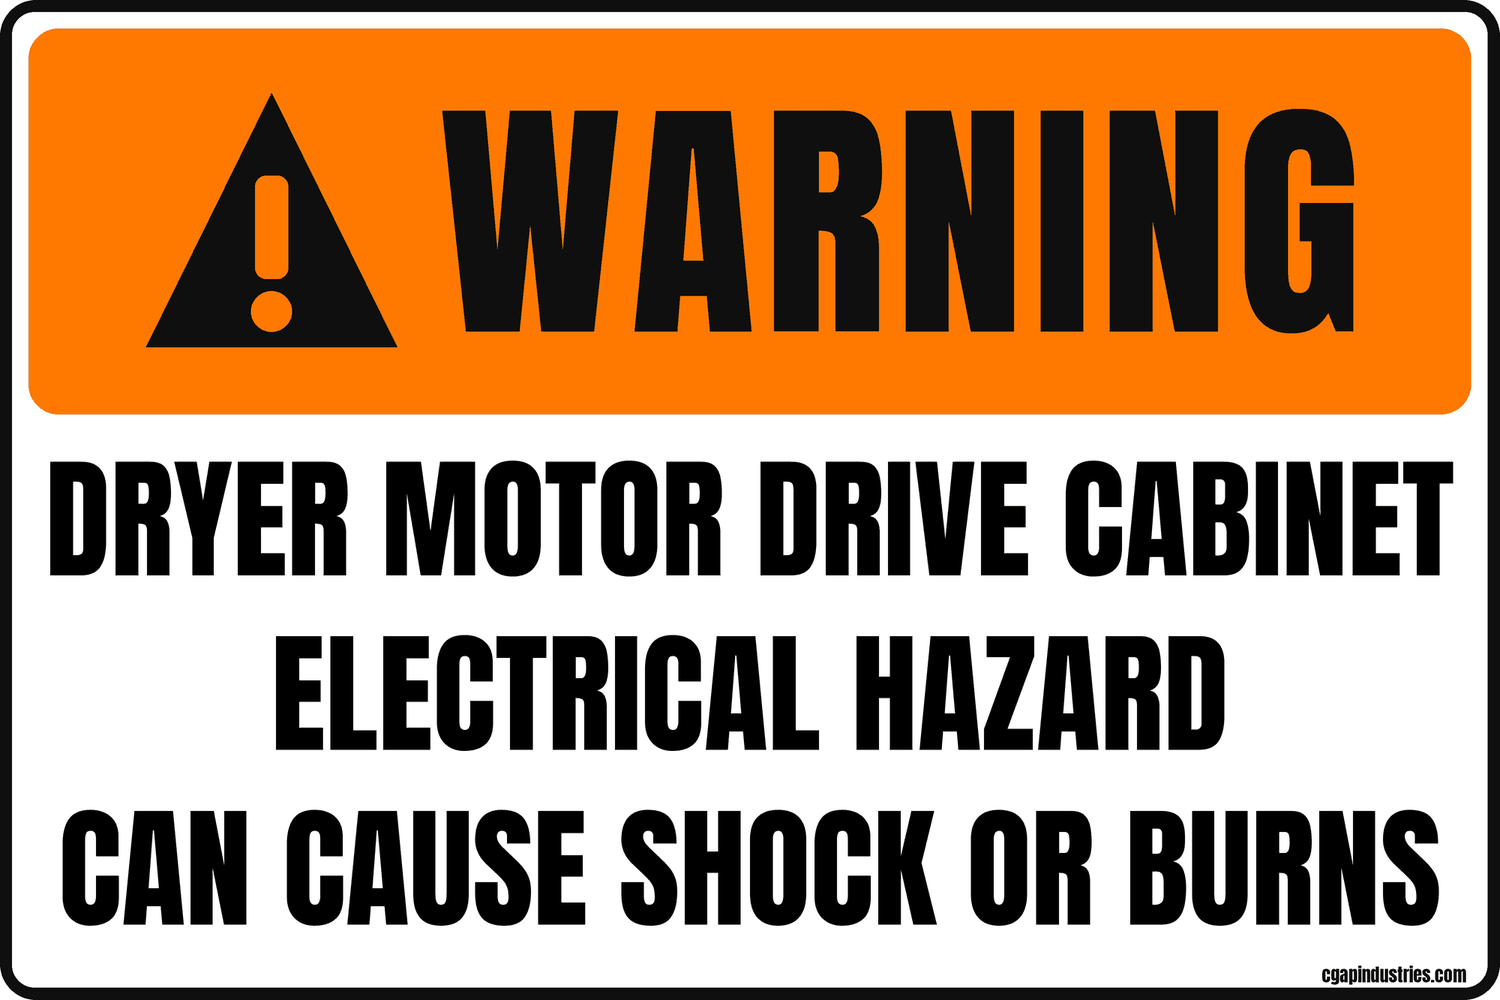 WARNING
DRYER MOTOR DRIVE CABINET
ELECTRICAL HAZARD
CAN CAUSE SHOCK OR BURNS
cgapindustries.com